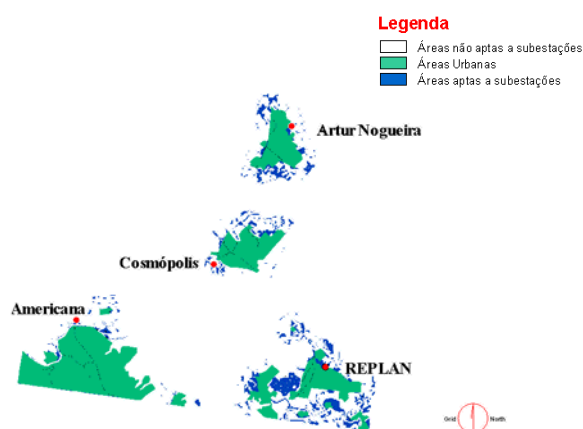 Legenda
Áreas não aptas a subestações
Áreas Urbanas
Áreas aptas a subestações
Artur Nogueira
Cosmópolis
Americana
REPLAN
Grid North